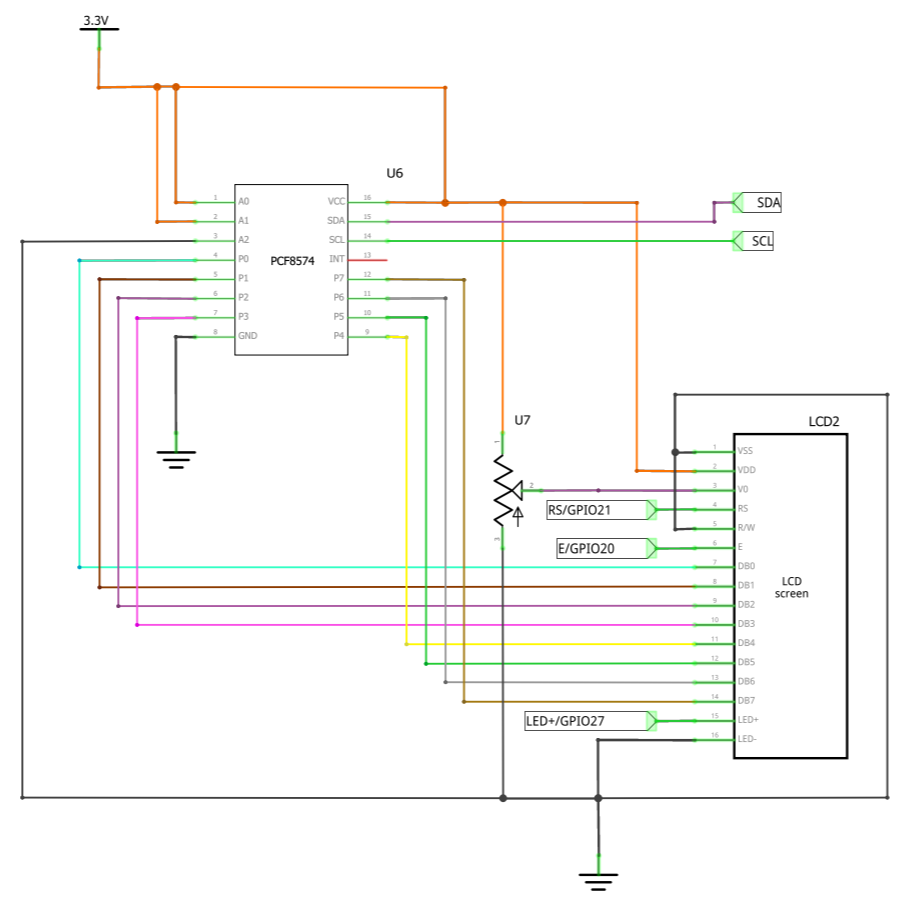 3.3V
U6
1 A0 VCC 16
2 A1 SDA 15
3 A2 SCL 14
4 P0 INT 13
5 P1 P7 12
6 P2 P6 11
7 P3 P5 10
8 GND P4 9
PCF8574
SDA
SCL
U7
1
2
3
LCD2
1 VSS
2 VDD
3 V0
RS/GPIO21 4 RS
5 R/W
E/GPIO20 6 E
7 DB0
8 DB1
9 DB2
10 DB3
11 DB4
12 DB5
13 DB6
14 DB7
LED+/GPIO27 15 LED+
16 LED-
LCD
screen